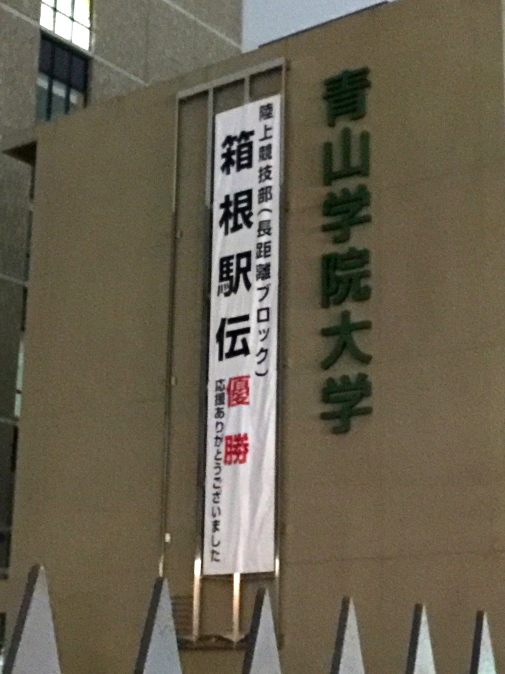 青山学院大学
陸上競技部(長距離ブロック)
箱根駅伝優勝
応援ありがとうございました